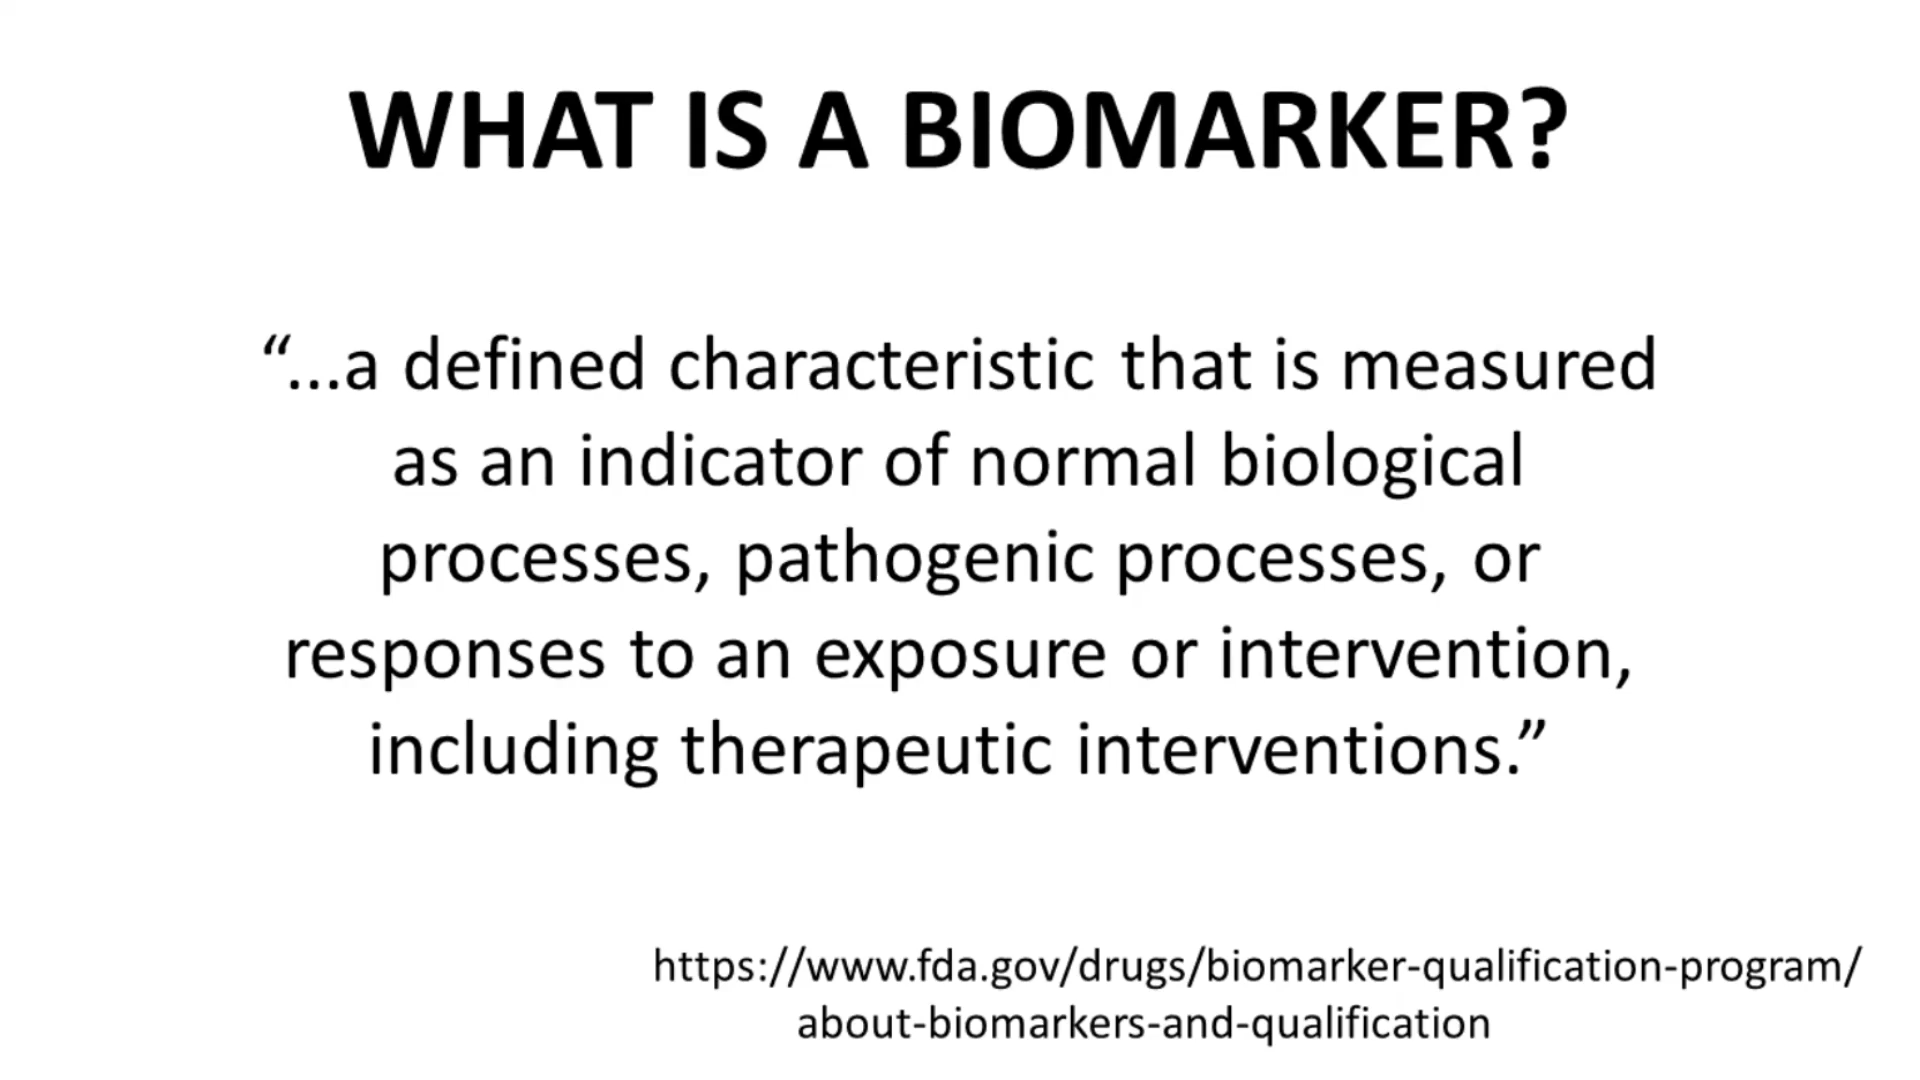 WHAT IS A BIOMARKER?
“...a defined characteristic that is measured
as an indicator of normal biological
processes, pathogenic processes, or
responses to an exposure or intervention,
including therapeutic interventions.”
https://www.fda.gov/drugs/biomarker-qualification-program/
about-biomarkers-and-qualification